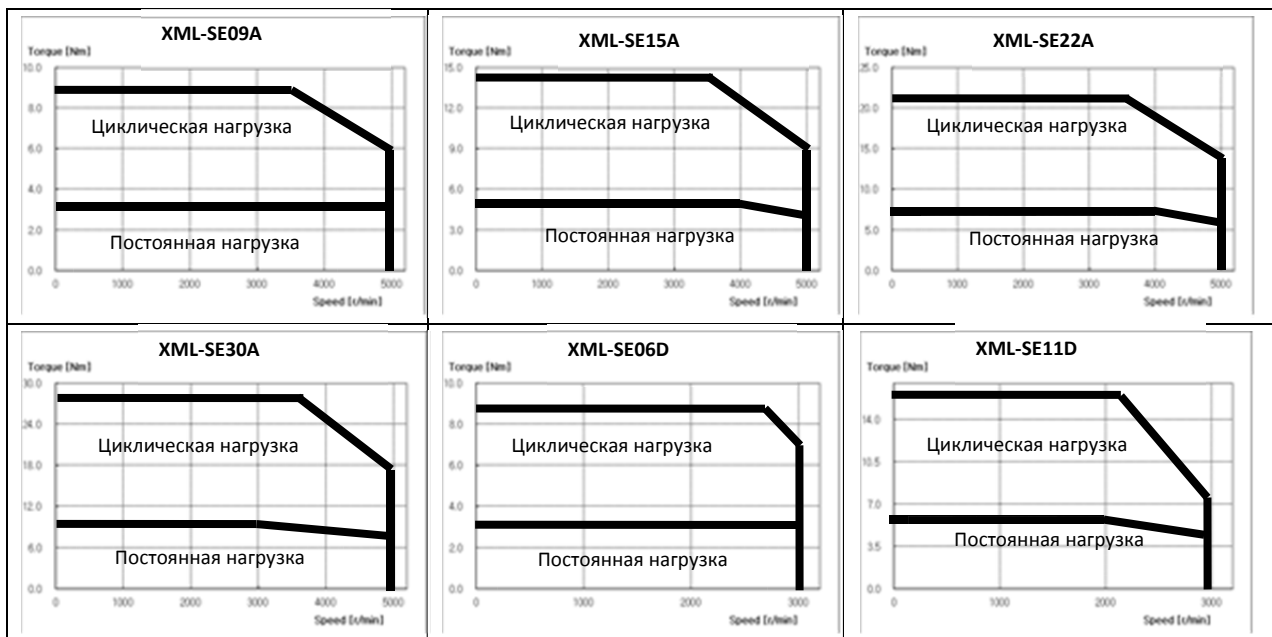 XML-SE09A
Torque [Nm]
10.0
8.0
6.0
4.0
2.0
0.0
Циклическая нагрузка
Постоянная нагрузка
0 1000 2000 3000 4000 5000
Speed [r/min]
XML-SE15A
Torque [Nm]
15.0
12.0
9.0
6.0
3.0
0.0
Циклическая нагрузка
Постоянная нагрузка
0 1000 2000 3000 4000 5000
Speed [r/min]
XML-SE22A
Torque [Nm]
25.0
20.0
15.0
10.0
5.0
0.0
Циклическая нагрузка
Постоянная нагрузка
0 1000 2000 3000 4000 5000
Speed [r/min]
XML-SE30A
Torque [Nm]
30.0
24.0
18.0
12.0
6.0
0.0
Циклическая нагрузка
Постоянная нагрузка
0 1000 2000 3000 4000 5000
Speed [r/min]
XML-SE06D
Torque [Nm]
10.0
8.0
6.0
4.0
2.0
0.0
Циклическая нагрузка
Постоянная нагрузка
0 1000 2000 3000
Speed [r/min]
XML-SE11D
Torque [Nm]
14.0
10.5
7.0
3.5
0.0
Циклическая нагрузка
Постоянная нагрузка
0 1000 2000 3000
Speed [r/min]